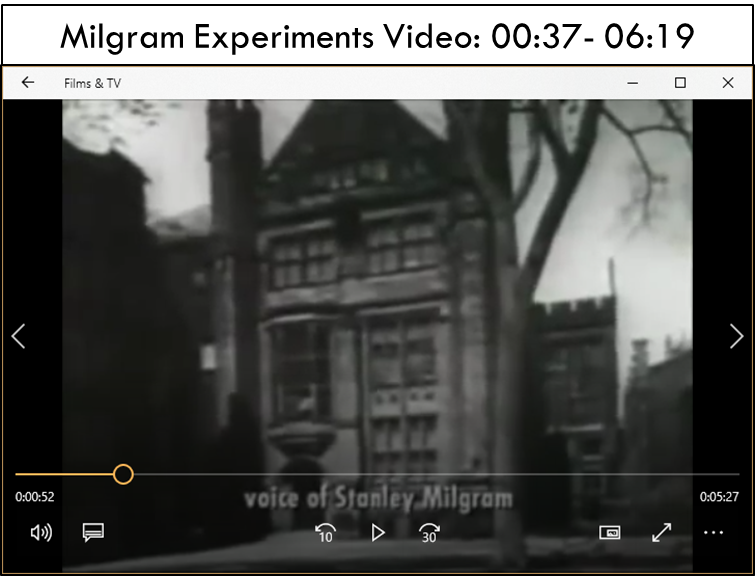 Milgram Experiments Video: 00:37- 06:19
Films & TV
voice of Stanley Milgram
0:00:52
0:05:27
10
30